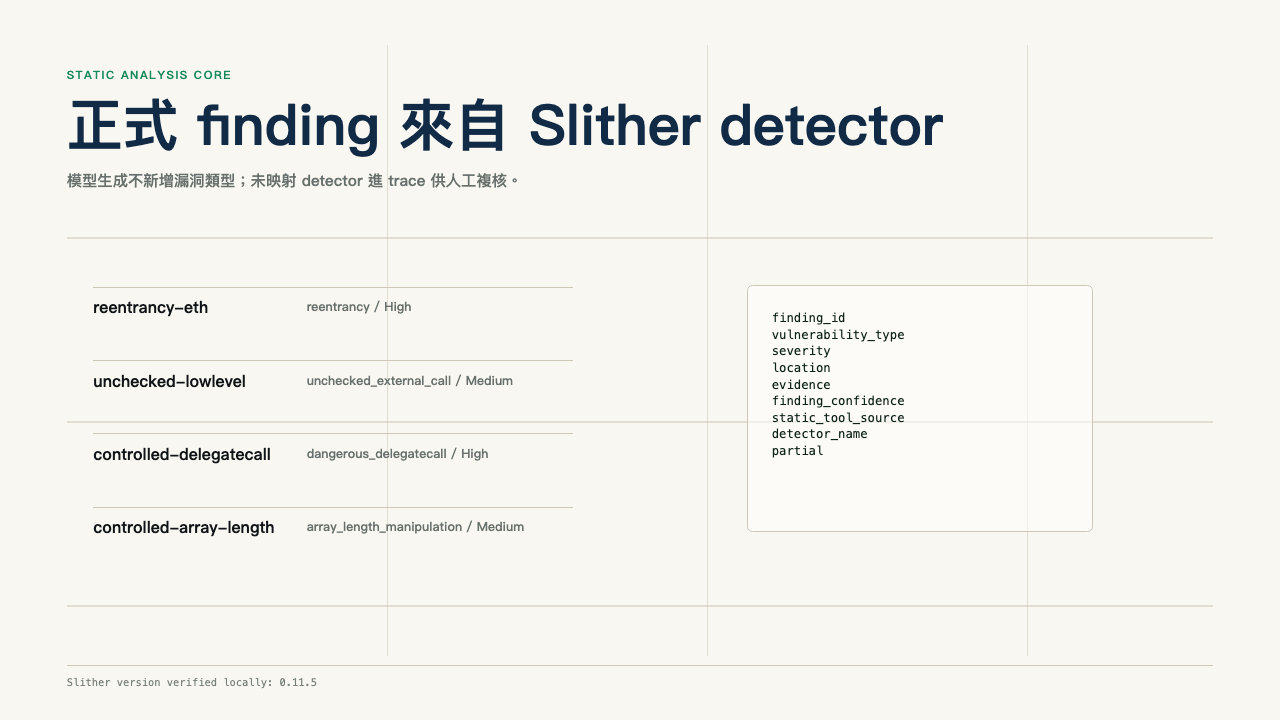 STATIC ANALYSIS CORE
正式 finding 來自 Slither detector
模型生成不新增漏洞類型；未映射 detector 進 trace 供人工複核。
reentrancy-eth reentrancy / High
unchecked-lowlevel unchecked_external_call / Medium
controlled-delegatecall dangerous_delegatecall / High
controlled-array-length array_length_manipulation / Medium
finding_id
vulnerability_type
severity
location
evidence
finding_confidence
static_tool_source
detector_name
partial
Slither version verified locally: 0.11.5